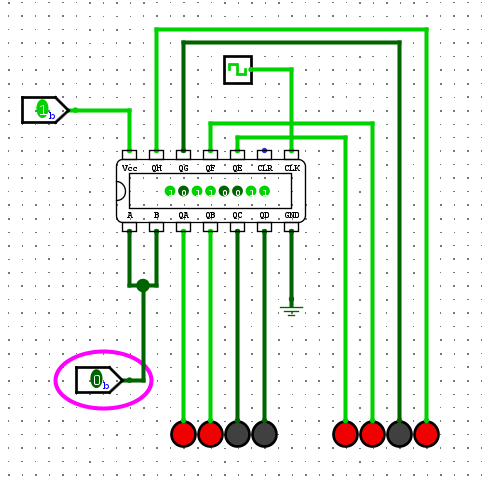 1 b
Vcc QH QG QF QE CLR CLK
1 0 1 1 0 0 1 1
A B QA QB QC QD GND
0 b